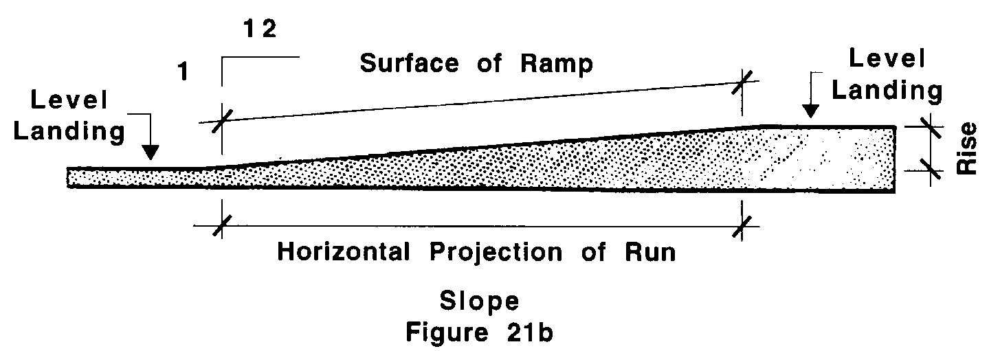 12
1
Surface of Ramp
Level
Landing
Level
Landing
Rise
Horizontal Projection of Run
Slope
Figure 21b